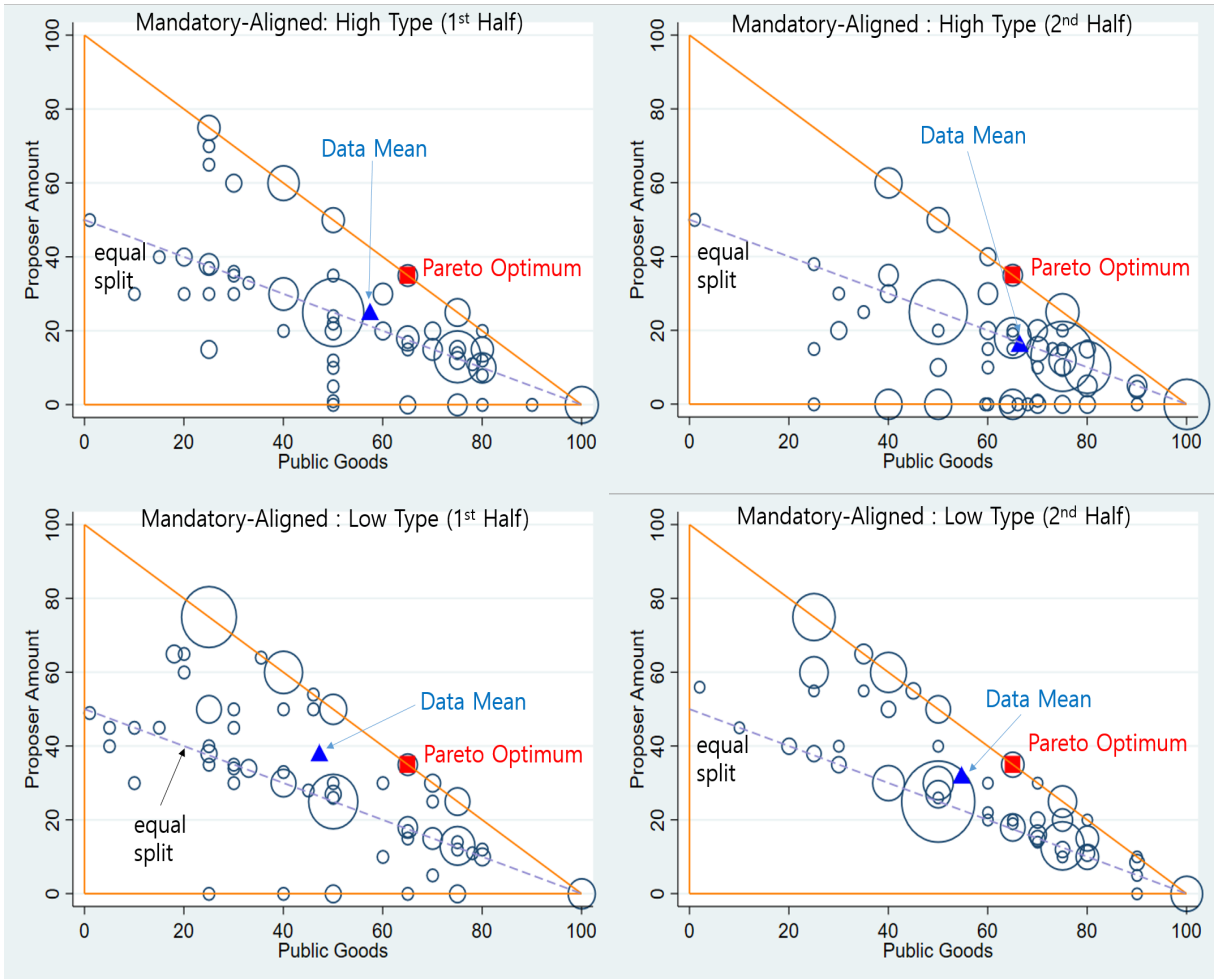 Mandatory-Aligned: High Type (1st Half)
Proposer Amount
100
80
60
40
20
0
Data Mean
Pareto Optimum
equal
split
0 20 40 60 80 100
Public Goods
Mandatory-Aligned : High Type (2nd Half)
Proposer Amount
100
80
60
40
20
0
Data Mean
Pareto Optimum
equal
split
0 20 40 60 80 100
Public Goods
Mandatory-Aligned : Low Type (1st Half)
Proposer Amount
100
80
60
40
20
0
Data Mean
Pareto Optimum
equal
split
0 20 40 60 80 100
Public Goods
Mandatory-Aligned : Low Type (2nd Half)
Proposer Amount
100
80
60
40
20
0
Data Mean
Pareto Optimum
equal
split
0 20 40 60 80 100
Public Goods